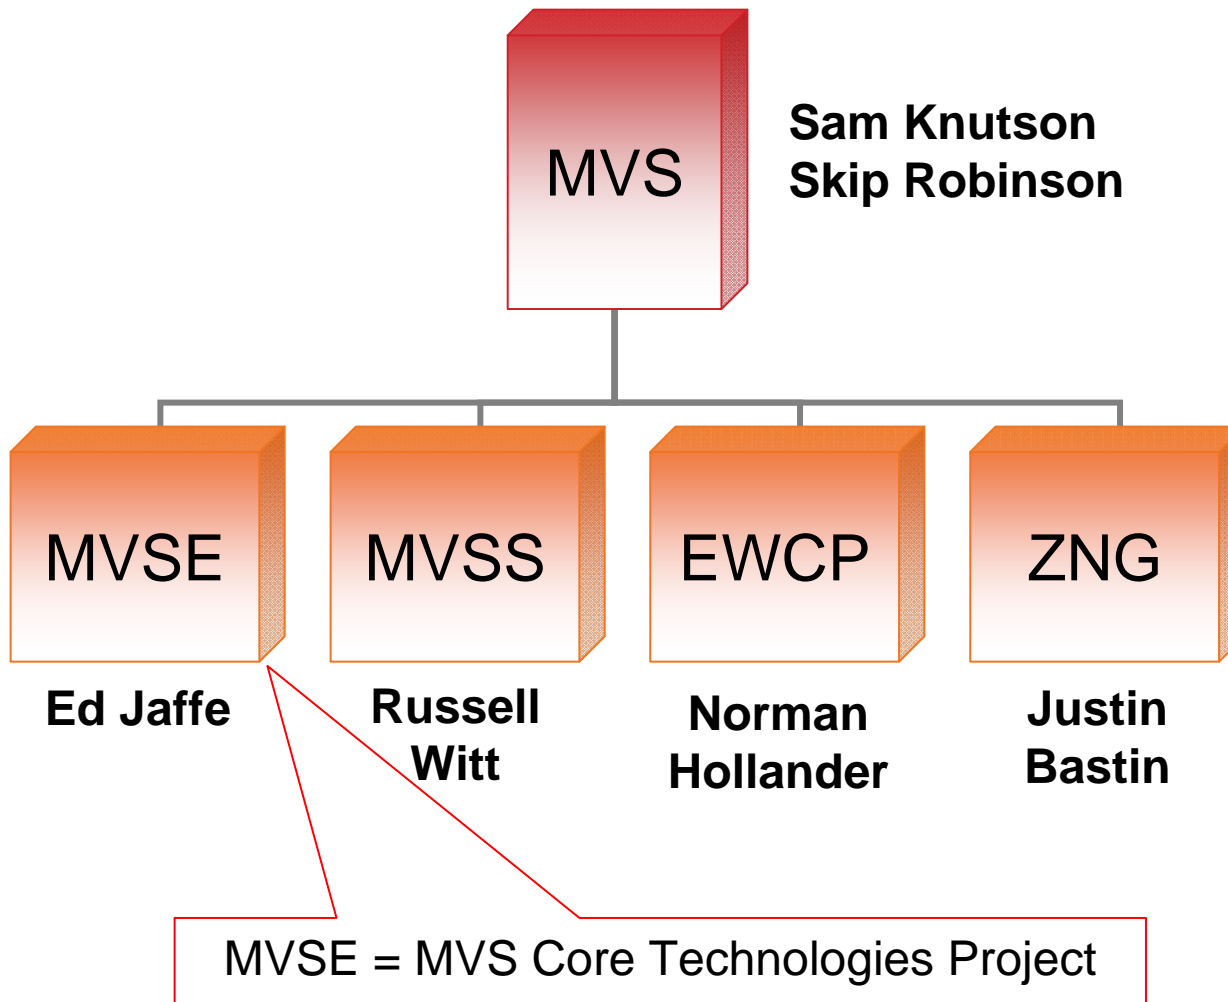 MVS
Sam Knutson
Skip Robinson
MVSE
MVSS
EWCP
ZNG
Ed Jaffe
Russell
Witt
Norman
Hollander
Justin
Bastin
MVSE = MVS Core Technologies Project